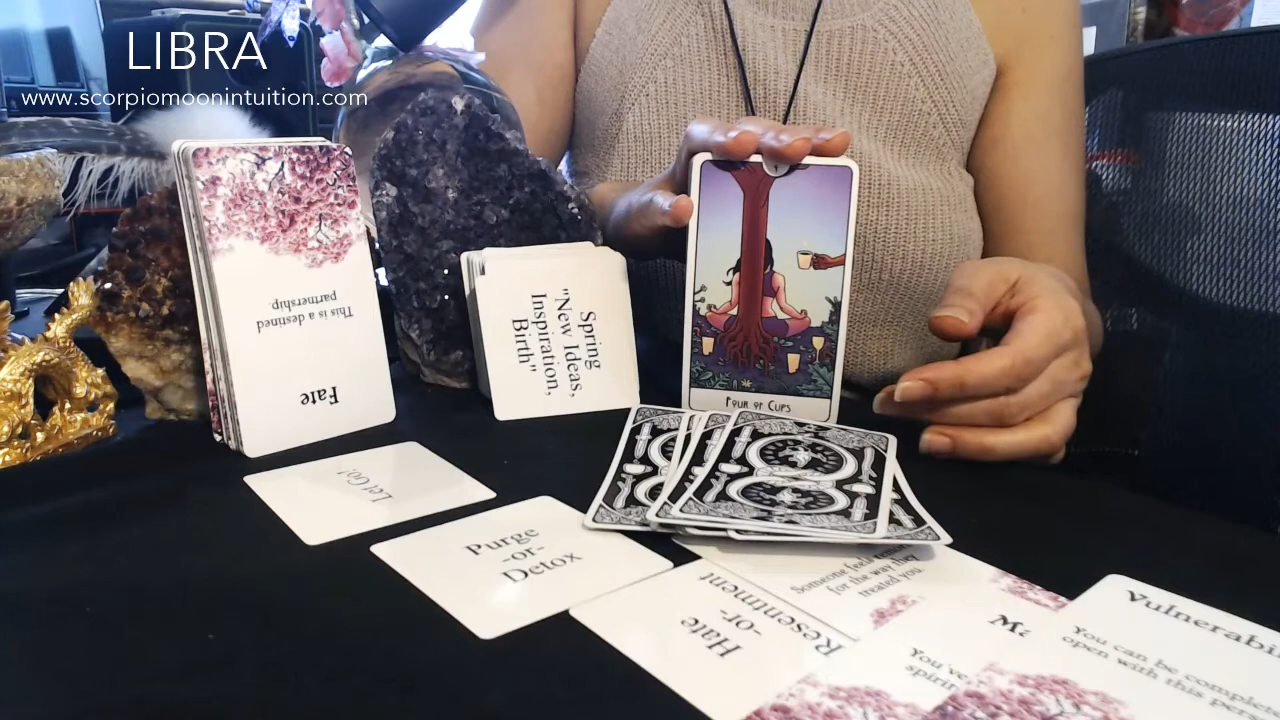 LIBRA
www.scorpiomoonintuition.com
Fate
This is a destined
partnership.
Spring
"New Ideas,
Inspiration,
Birth"
Four of Cups
Let Go!
Purge
-or-
Detox
Hate
-or-
Resentment
Someone feels
for the way they
treated you
You've
Vulnerabi
You can be complete
open with this per